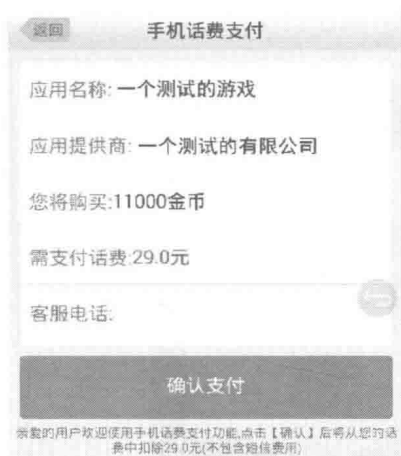 返回
手机话费支付
应用名称: 一个测试的游戏
应用提供商: 一个测试的有限公司
您将购买:11000金币
需支付话费:29.0元
客服电话:
确认支付
亲爱的用户欢迎使用手机话费支付功能,点击【确认】后将从您的话
费中扣除29.0元(不包含短信费用)